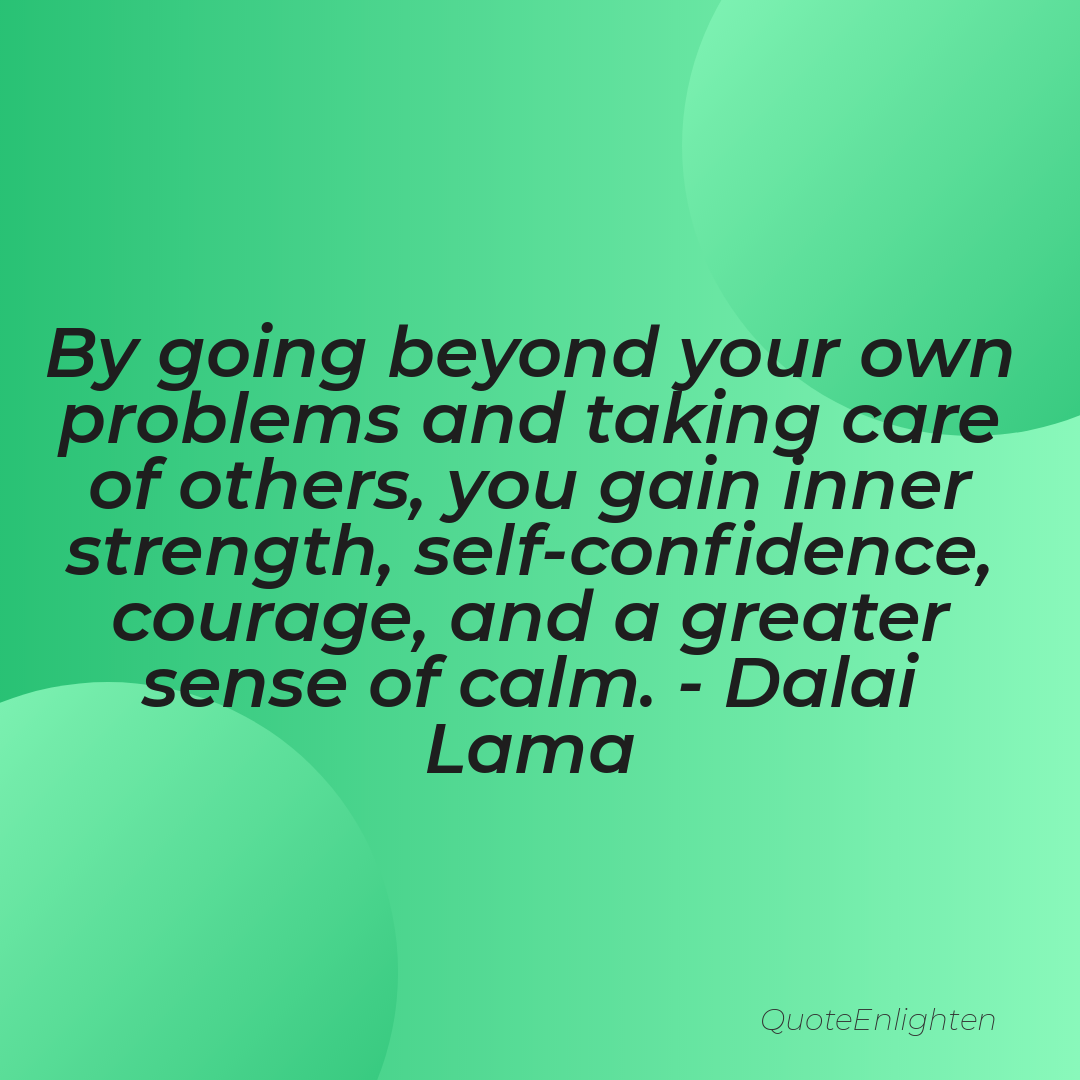 By going beyond your own
problems and taking care
of others, you gain inner
strength, self-confidence,
courage, and a greater
sense of calm. - Dalai
Lama
QuoteEnlighten